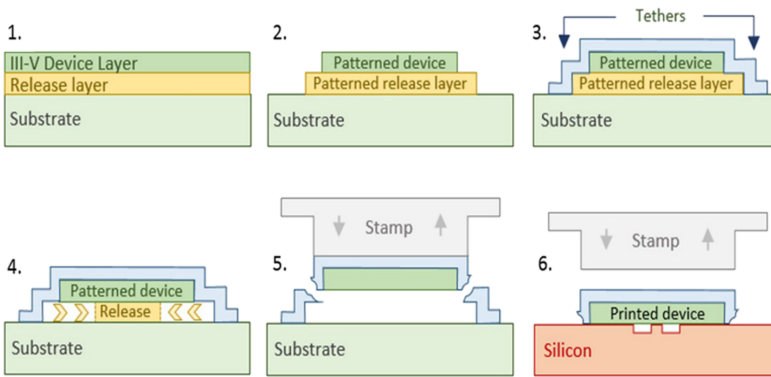 1.
III-V Device Layer
Release layer
Substrate
2.
Patterned device
Patterned release layer
Substrate
3.
Tethers
Patterned device
Patterned release layer
Substrate
4.
Patterned device
Release
Substrate
5.
Stamp
Substrate
6.
Stamp
Printed device
Silicon